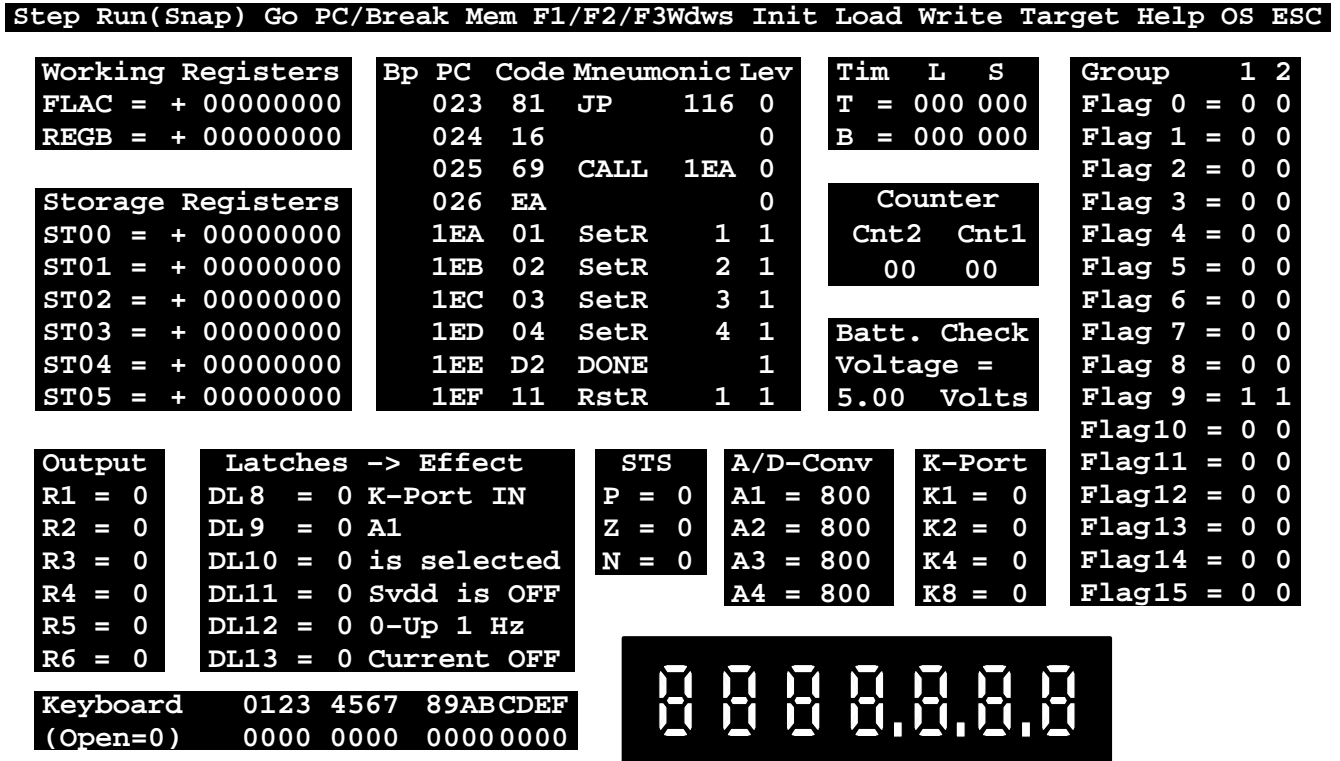 Step Run(Snap) Go PC/Break Mem F1/F2/F3Wdws Init Load Write Target Help OS ESC
Working Registers
FLAC = + 00000000
REGB = + 00000000
Storage Registers
ST00 = + 00000000
ST01 = + 00000000
ST02 = + 00000000
ST03 = + 00000000
ST04 = + 00000000
ST05 = + 00000000
Bp PC Code Mneumonic Lev
023 81 JP 116 0
024 16 0
025 69 CALL 1EA 0
026 EA 0
1EA 01 SetR 1 1
1EB 02 SetR 2 1
1EC 03 SetR 3 1
1ED 04 SetR 4 1
1EE D2 DONE 1
1EF 11 RstR 1 1
Tim L S
T = 000 000
B = 000 000
Counter
Cnt2 Cnt1
00 00
Batt. Check
Voltage =
5.00 Volts
Group 1 2
Flag 0 = 0 0
Flag 1 = 0 0
Flag 2 = 0 0
Flag 3 = 0 0
Flag 4 = 0 0
Flag 5 = 0 0
Flag 6 = 0 0
Flag 7 = 0 0
Flag 8 = 0 0
Flag 9 = 1 1
Flag10 = 0 0
Flag11 = 0 0
Flag12 = 0 0
Flag13 = 0 0
Flag14 = 0 0
Flag15 = 0 0
Output
R1 = 0
R2 = 0
R3 = 0
R4 = 0
R5 = 0
R6 = 0
Latches -> Effect
DL8 = 0 K-Port IN
DL9 = 0 A1
DL10 = 0 is selected
DL11 = 0 Svdd is OFF
DL12 = 0 0-Up 1 Hz
DL13 = 0 Current OFF
STS
P = 0
Z = 0
N = 0
A/D-Conv
A1 = 800
A2 = 800
A3 = 800
A4 = 800
K-Port
K1 = 0
K2 = 0
K4 = 0
K8 = 0
Keyboard 0123 4567 89AB CDEF
(Open=0) 0000 0000 0000 0000
8 8 8 8.8.8.8